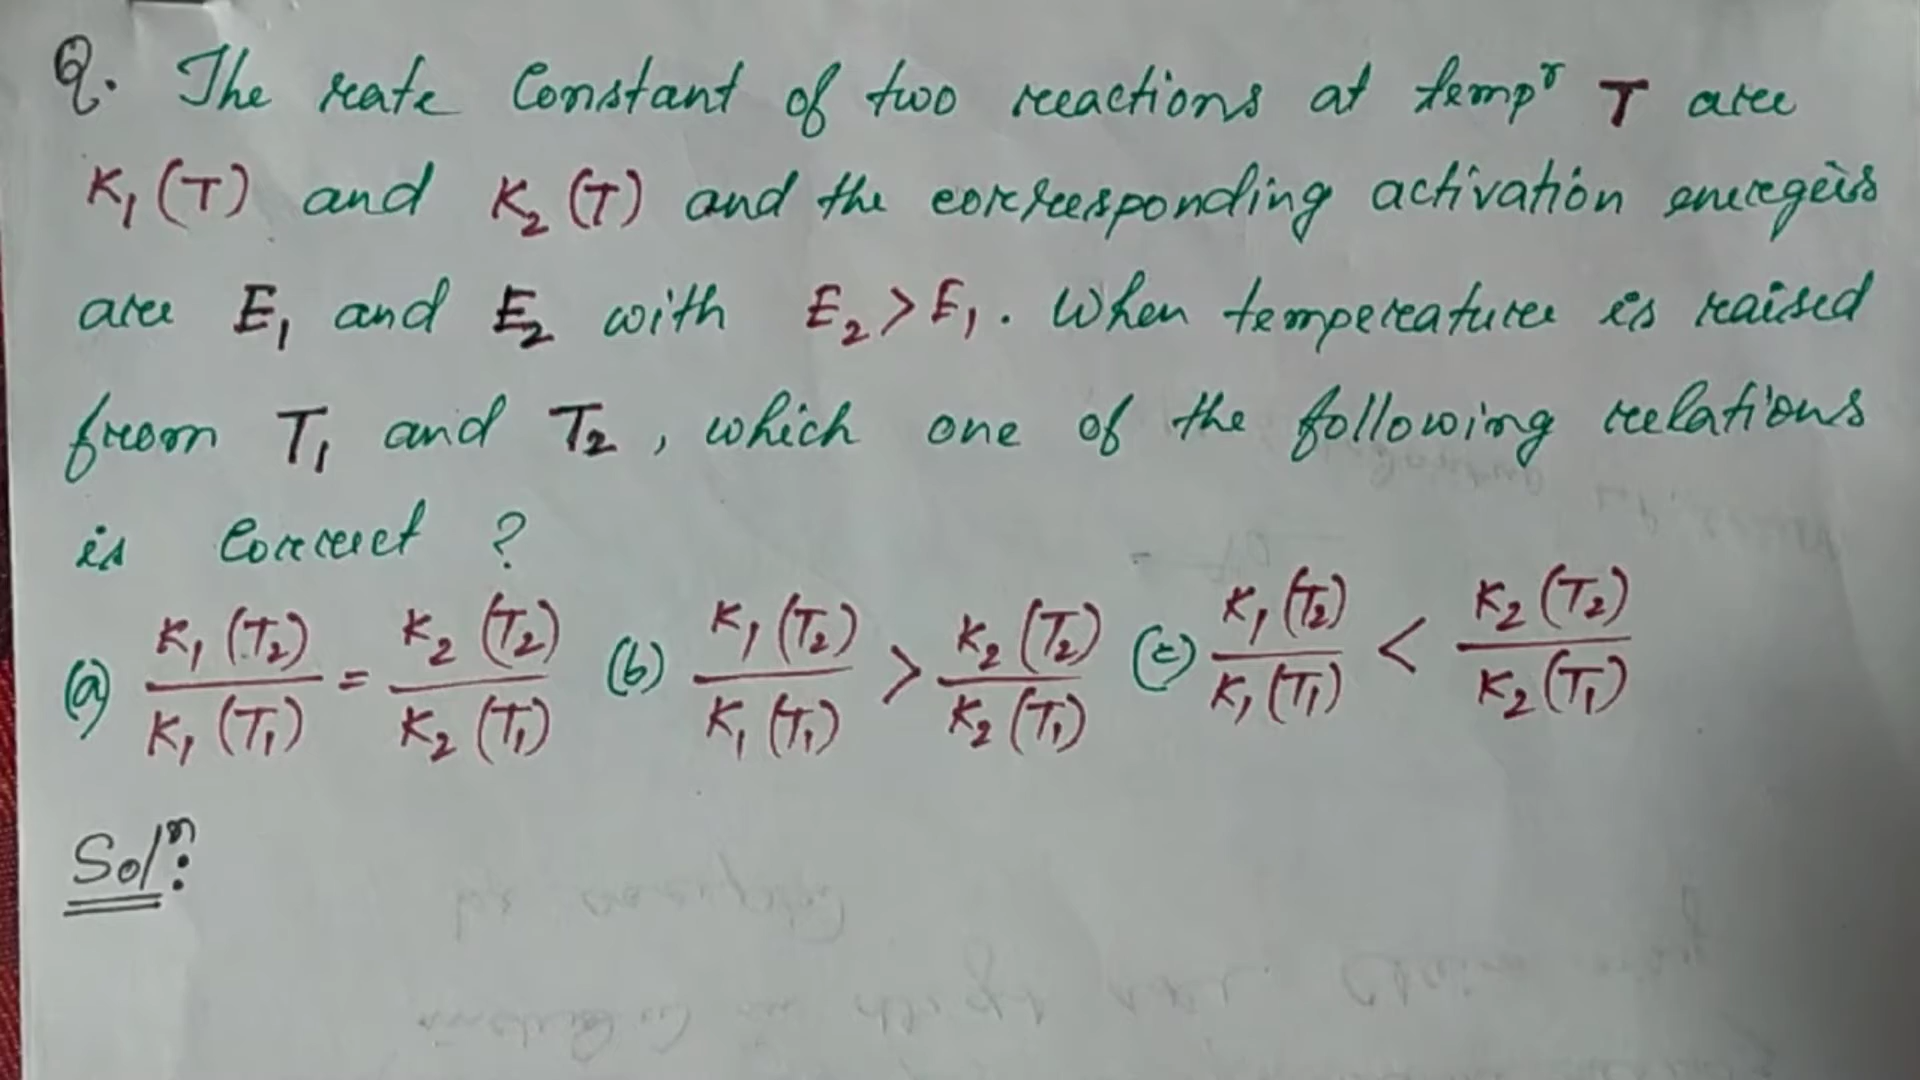 Q. The rate Constant of two reactions at tempr T are
K1 (T) and K2 (T) and the corresponding activation energeis
are E1 and E2 with E2 > E1. When temperature is raised
from T1 and T2, which one of the following relations
is Correct ?
(a) K1 (T2) / K1 (T1) = K2 (T2) / K2 (T1) (b) K1 (T2) / K1 (T1) > K2 (T2) / K2 (T1) (c) K1 (T2) / K1 (T1) < K2 (T2) / K2 (T1)
Soln: